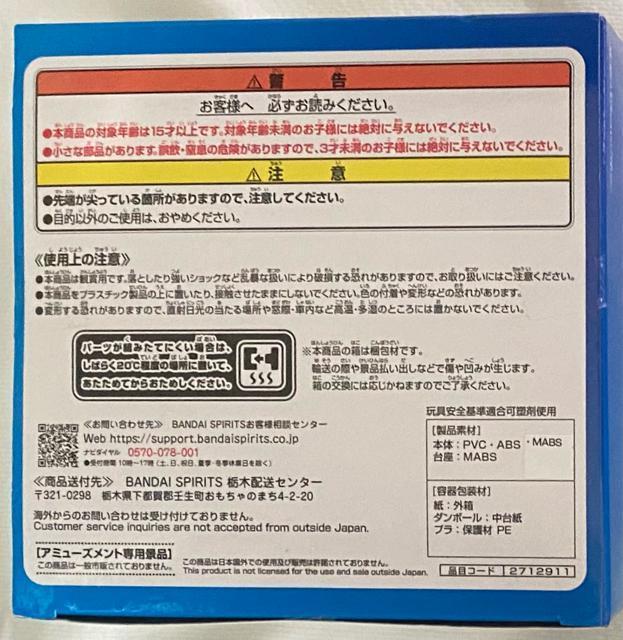 ⚠警告
お客様へ 必ずお読みください。
●本商品の対象年齢は15才以上です。対象年齢未満のお子様には絶対に与えないでください。
●小さな部品があります。誤飲・窒息の危険がありますので、3才未満のお子様には絶対に与えないでください。
⚠注意
●先端が尖っている箇所がありますので、注意してください。
●目的以外のご使用は、おやめください。
《使用上の注意》
●本商品は観賞用です。落としたり強いショックなど乱暴な扱いにより破損する恐れがありますので、お取り扱いにはご注意ください。
●本商品をプラスチック製品の上に置いたり、接触させたままにしないでください。色の付着や変形などの恐れがあります。
●変形する恐れがありますので、直射日光の当たる場所や窓際・車内など高温・多湿のところには置かないでください。
パーツが組みたてにくい場合は、
しばらく20℃程度の場所に置いて、
あたためてからおためしください。
※本商品の箱は梱包材です。
輸送の際や景品払い出しなどで傷や凹みが生じます。
箱の交換には応じかねますのでご了承ください。
《お問い合わせ先》 BANDAI SPIRITSお客様相談センター
Web https://support.bandaispirits.co.jp
ナビダイヤル 0570-078-001
●受付時間 10時〜17時(土、日、祝日、夏季・冬季休業日を除く)
《商品送付先》 BANDAI SPIRITS 栃木配送センター
〒321-0298 栃木県下都賀郡壬生町おもちゃのまち4-2-20
海外からのお問い合わせは受け付けておりません。
Customer service inquiries are not accepted from outside Japan.
【アミューズメント専用景品】
この商品は一般市販されておりません。
この商品は日本国外での使用及び販売は許諾されておりません。
This product is not licensed for the use and sale outside Japan.
玩具安全基準適合可塑剤使用
[製品素材]
本体:PVC・ABS・MABS
台座:MABS
[容器包装材]
紙:外箱
ダンボール:中台紙
プラ:保護材 PE
品目コード 2712911